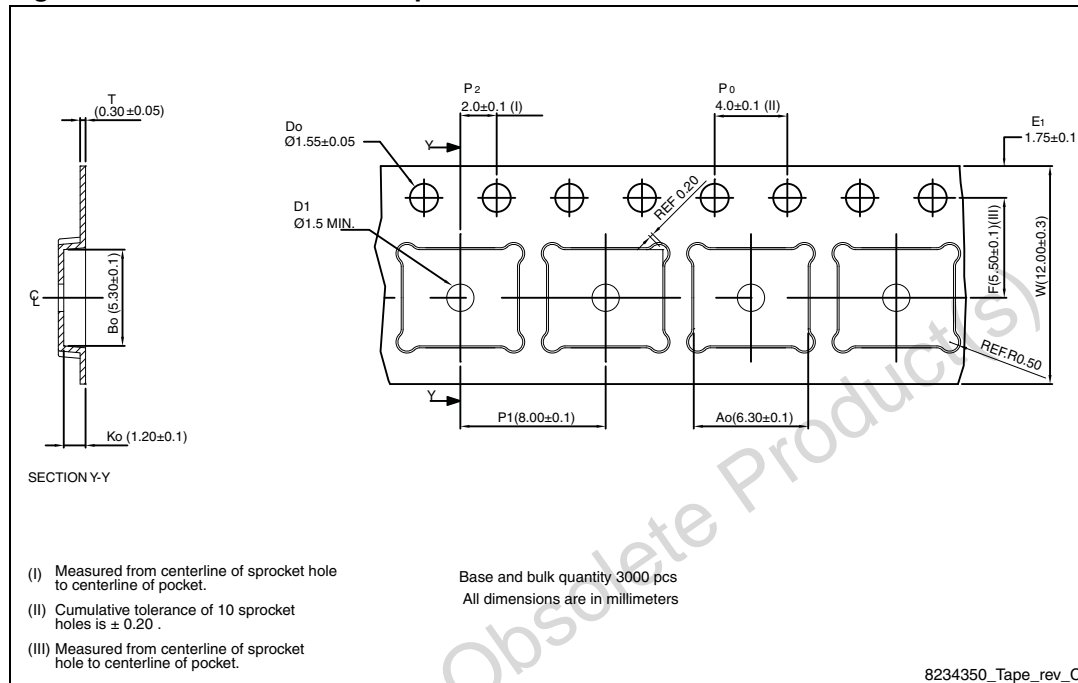 T
(0.30±0.05)
P2
2.0±0.1 (I)
P0
4.0±0.1 (II)
E1
1.75±0.1
Do
Ø1.55±0.05
Y
D1
Ø1.5 MIN.
REF 0.20
F(5.50±0.1)(III)
W(12.00±0.3)
Bo (5.30±0.1)
℄
REF.R0.50
Y
P1(8.00±0.1)
Ao(6.30±0.1)
Ko (1.20±0.1)
SECTION Y-Y
(I) Measured from centerline of sprocket hole
to centerline of pocket.
(II) Cumulative tolerance of 10 sprocket
holes is ± 0.20 .
(III) Measured from centerline of sprocket
hole to centerline of pocket.
Base and bulk quantity 3000 pcs
All dimensions are in millimeters
Obsolete Product(s)
8234350_Tape_rev_C